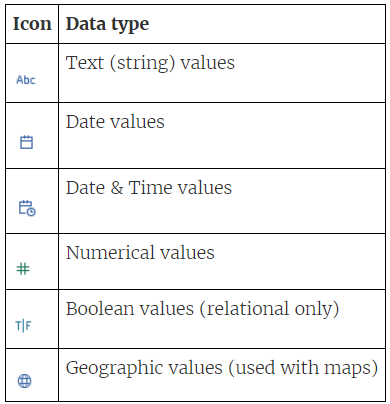 Icon Data type
Abc Text (string) values
Date values
Date & Time values
# Numerical values
T|F Boolean values (relational only)
Geographic values (used with maps)